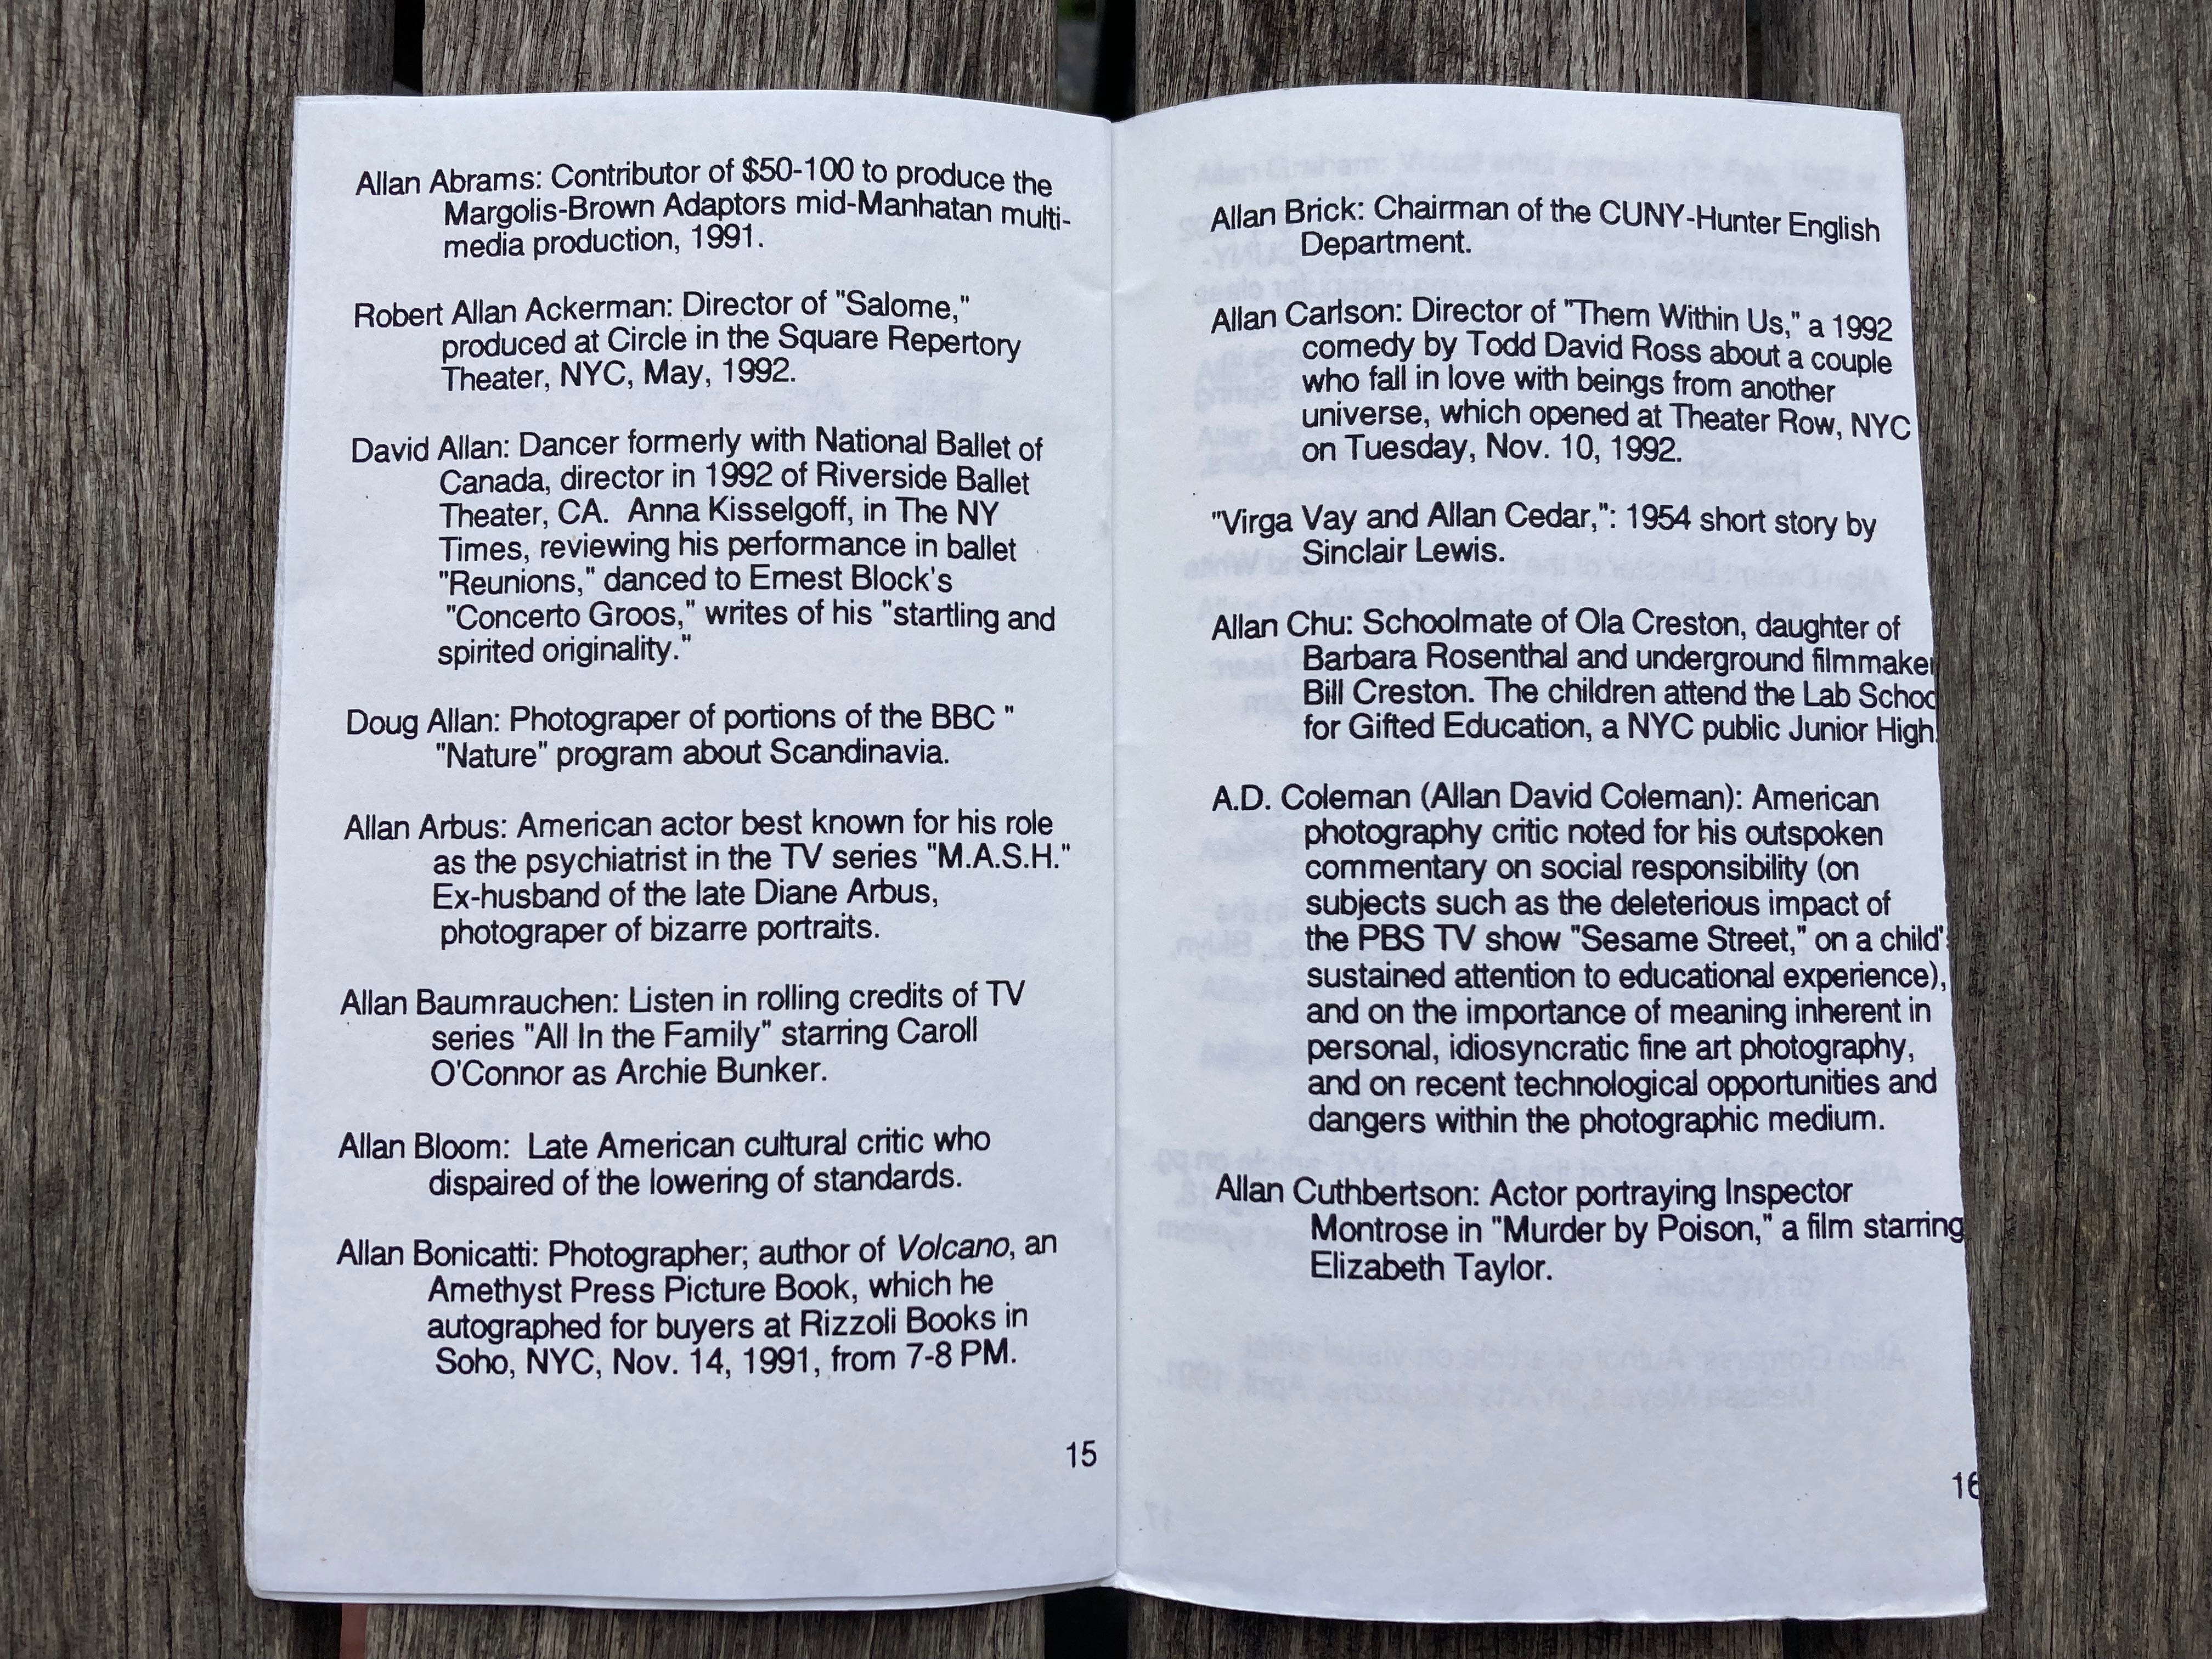 Allan Abrams: Contributor of $50-100 to produce the
Margolis-Brown Adaptors mid-Manhatan multi-
media production, 1991.
Robert Allan Ackerman: Director of "Salome,"
produced at Circle in the Square Repertory
Theater, NYC, May, 1992.
David Allan: Dancer formerly with National Ballet of
Canada, director in 1992 of Riverside Ballet
Theater, CA. Anna Kisselgoff, in The NY
Times, reviewing his performance in ballet
"Reunions," danced to Ernest Block's
"Concerto Groos," writes of his "startling and
spirited originality."
Doug Allan: Photograper of portions of the BBC "
"Nature" program about Scandinavia.
Allan Arbus: American actor best known for his role
as the psychiatrist in the TV series "M.A.S.H."
Ex-husband of the late Diane Arbus,
photograper of bizarre portraits.
Allan Baumrauchen: Listen in rolling credits of TV
series "All In the Family" starring Caroll
O'Connor as Archie Bunker.
Allan Bloom: Late American cultural critic who
dispaired of the lowering of standards.
Allan Bonicatti: Photographer; author of Volcano, an
Amethyst Press Picture Book, which he
autographed for buyers at Rizzoli Books in
Soho, NYC, Nov. 14, 1991, from 7-8 PM.
15
Allan Brick: Chairman of the CUNY-Hunter English
Department.
Allan Carlson: Director of "Them Within Us," a 1992
comedy by Todd David Ross about a couple
who fall in love with beings from another
universe, which opened at Theater Row, NYC
on Tuesday, Nov. 10, 1992.
"Virga Vay and Allan Cedar,": 1954 short story by
Sinclair Lewis.
Allan Chu: Schoolmate of Ola Creston, daughter of
Barbara Rosenthal and underground filmmaker
Bill Creston. The children attend the Lab Schoo
for Gifted Education, a NYC public Junior High.
A.D. Coleman (Allan David Coleman): American
photography critic noted for his outspoken
commentary on social responsibility (on
subjects such as the deleterious impact of
the PBS TV show "Sesame Street," on a child's
sustained attention to educational experience),
and on the importance of meaning inherent in
personal, idiosyncratic fine art photography,
and on recent technological opportunities and
dangers within the photographic medium.
Allan Cuthbertson: Actor portraying Inspector
Montrose in "Murder by Poison," a film starring
Elizabeth Taylor.
16